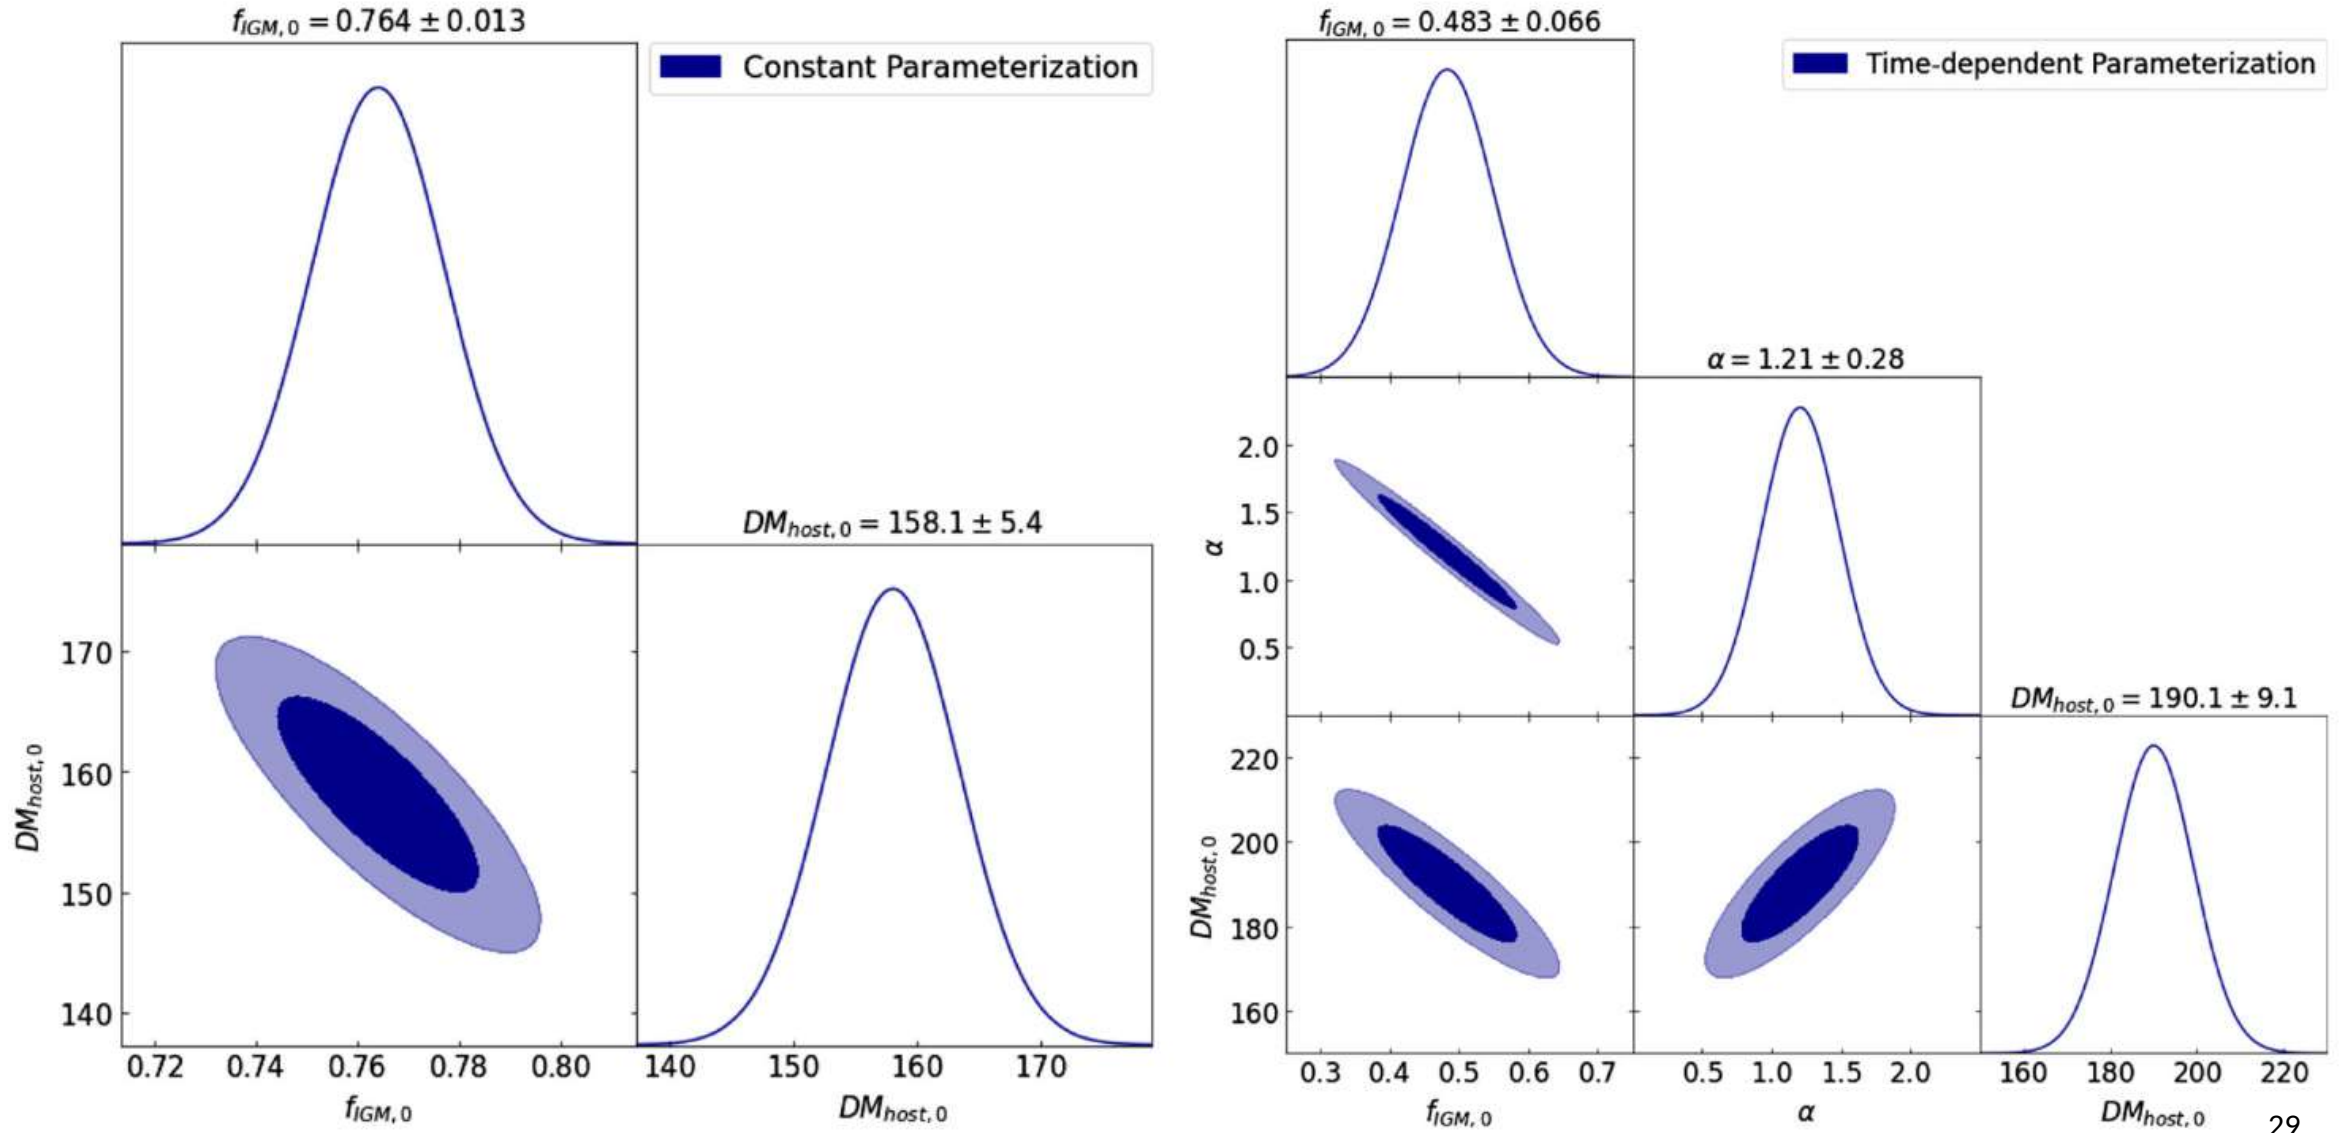 f_IGM, 0 = 0.764 ± 0.013
Constant Parameterization
DM_host, 0 = 158.1 ± 5.4
170
160
150
140
DM_host, 0
0.72 0.74 0.76 0.78 0.80
f_IGM, 0
140 150 160 170
DM_host, 0
f_IGM, 0 = 0.483 ± 0.066
Time-dependent Parameterization
α = 1.21 ± 0.28
2.0
1.5
1.0
0.5
α
DM_host, 0 = 190.1 ± 9.1
220
200
180
160
DM_host, 0
0.3 0.4 0.5 0.6 0.7
f_IGM, 0
0.5 1.0 1.5 2.0
α
160 180 200 220
DM_host, 0
29